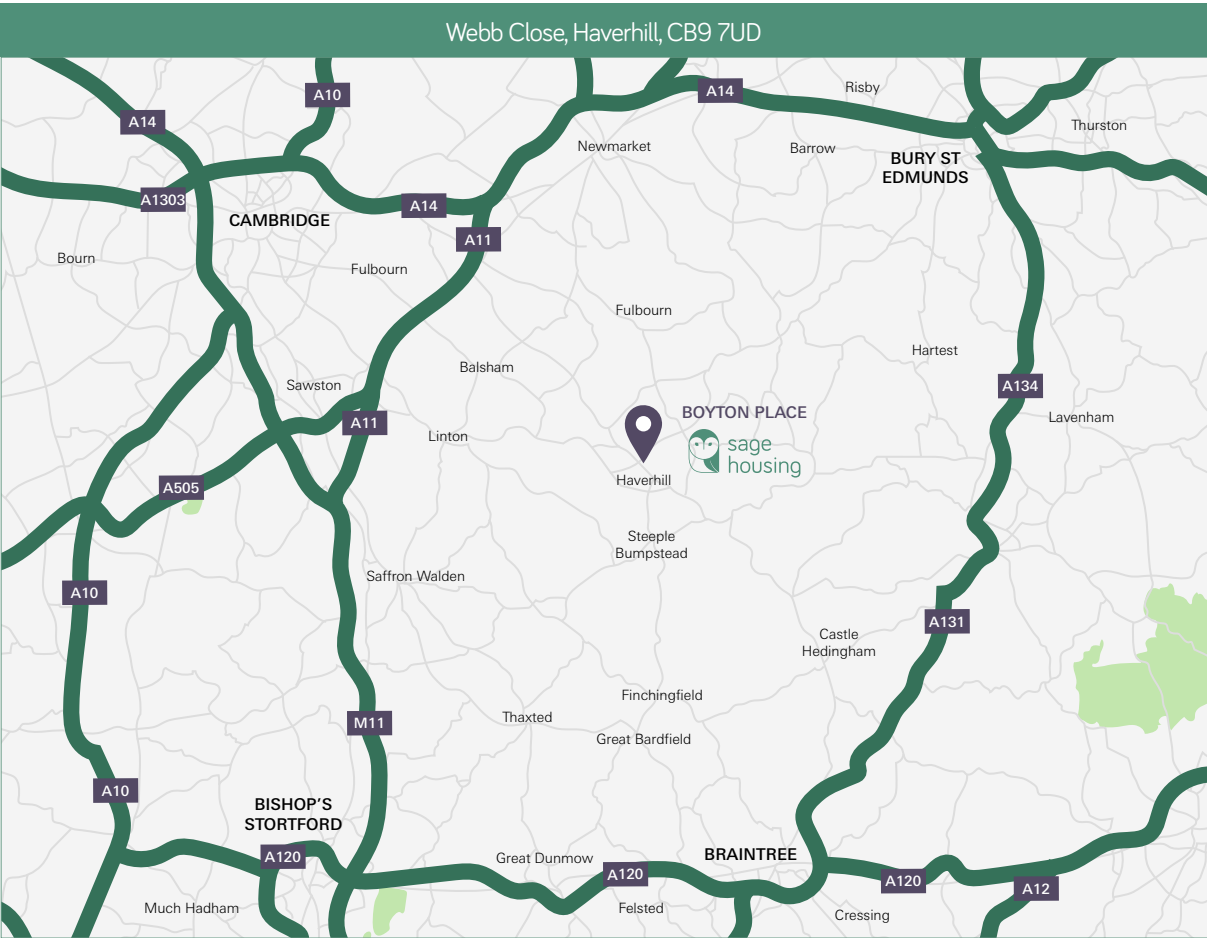 Webb Close, Haverhill, CB9 7UD
A10
A14
A14
Risby
Thurston
Newmarket
Barrow
BURY ST
EDMUNDS
A1303
A14
CAMBRIDGE
A11
Bourn
Fulbourn
Fulbourn
Hartest
Balsham
Sawston
A134
BOYTON PLACE
Lavenham
A11
Linton
sage
housing
Haverhill
A505
Steeple
Bumpstead
Saffron Walden
A10
A131
Castle
Hedingham
Finchingfield
Thaxted
M11
Great Bardfield
A10
BISHOP'S
STORTFORD
A120
Great Dunmow
BRAINTREE
A120
A120
A12
Much Hadham
Felsted
Cressing